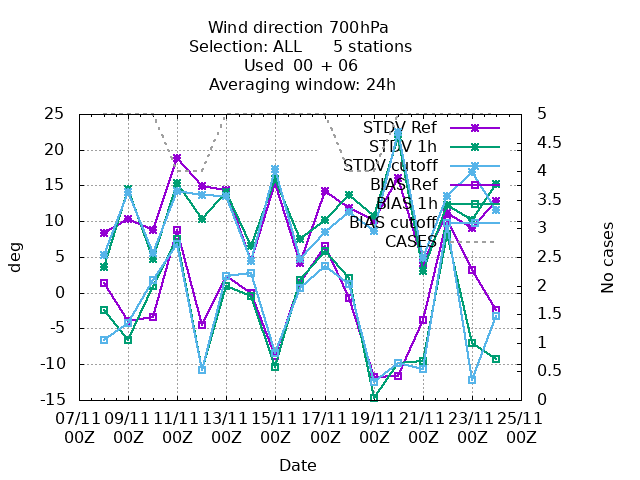 Wind direction 700hPa
Selection: ALL 5 stations
Used 00 + 06
Averaging window: 24h
25
20
15
10
5
0
-5
-10
-15
deg
5
4.5
4
3.5
3
2.5
2
1.5
1
0.5
0
No cases
STDV Ref
STDV 1h
STDV cutoff
BIAS Ref
BIAS 1h
BIAS cutoff
CASES
07/11 09/11 11/11 13/11 15/11 17/11 19/11 21/11 23/11 25/11
00Z 00Z 00Z 00Z 00Z 00Z 00Z 00Z 00Z 00Z
Date